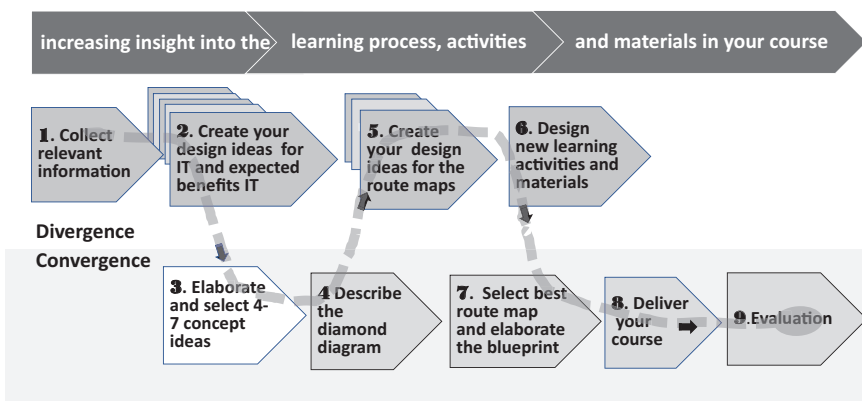 increasing insight into the learning process, activities and materials in your course
1. Collect
relevant
information
2. Create your
design ideas for
IT and expected
benefits IT
5. Create
your design
ideas for the
route maps
6. Design
new learning
activities and
materials
Divergence
Convergence
3. Elaborate
and select 4-
7 concept
ideas
4 Describe
the
diamond
diagram
7. Select best
route map
and elaborate
the blueprint
8. Deliver
your
course
9.Evaluation